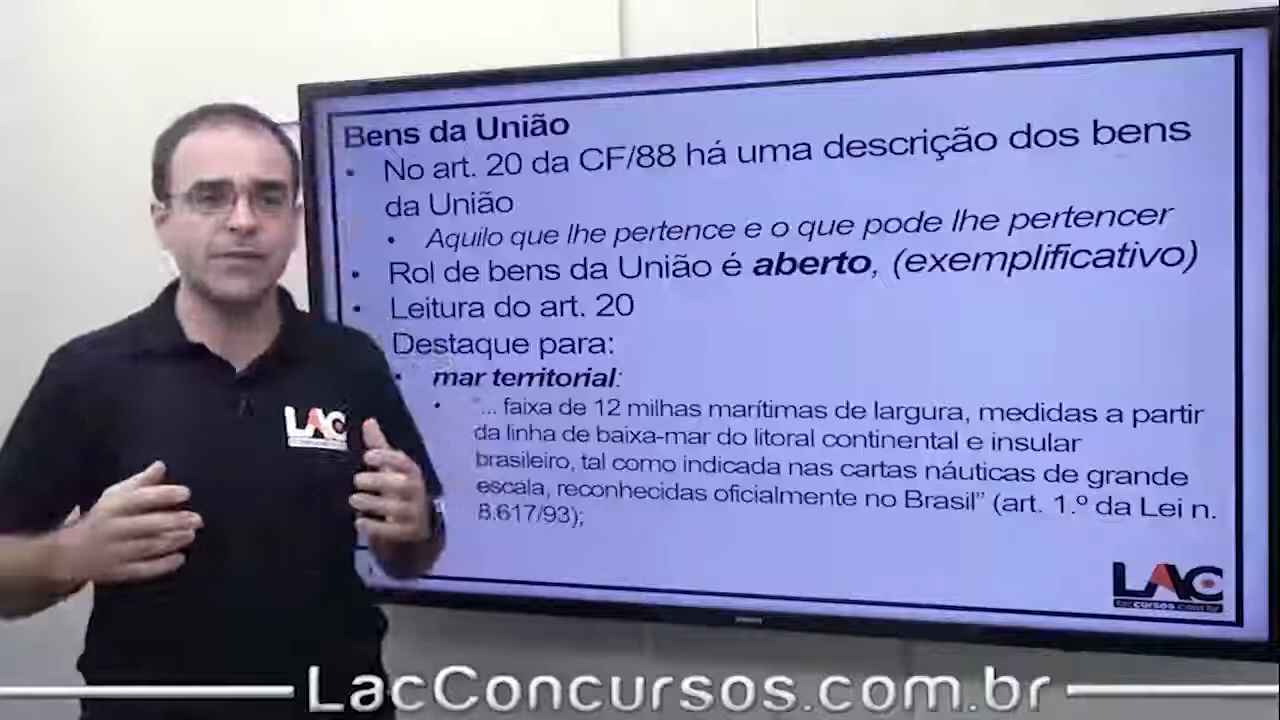 Bens da União
• No art. 20 da CF/88 há uma descrição dos bens
da União
• Aquilo que lhe pertence e o que pode lhe pertencer
• Rol de bens da União é aberto, (exemplificativo)
• Leitura do art. 20
Destaque para:
• mar territorial:
• "... faixa de 12 milhas marítimas de largura, medidas a partir
da linha de baixa-mar do litoral continental e insular
brasileiro, tal como indicada nas cartas náuticas de grande
escala, reconhecidas oficialmente no Brasil" (art. 1.º da Lei n.
8.617/93);
LAC
LAC
laccursos.com.br
LacConcursos.com.br